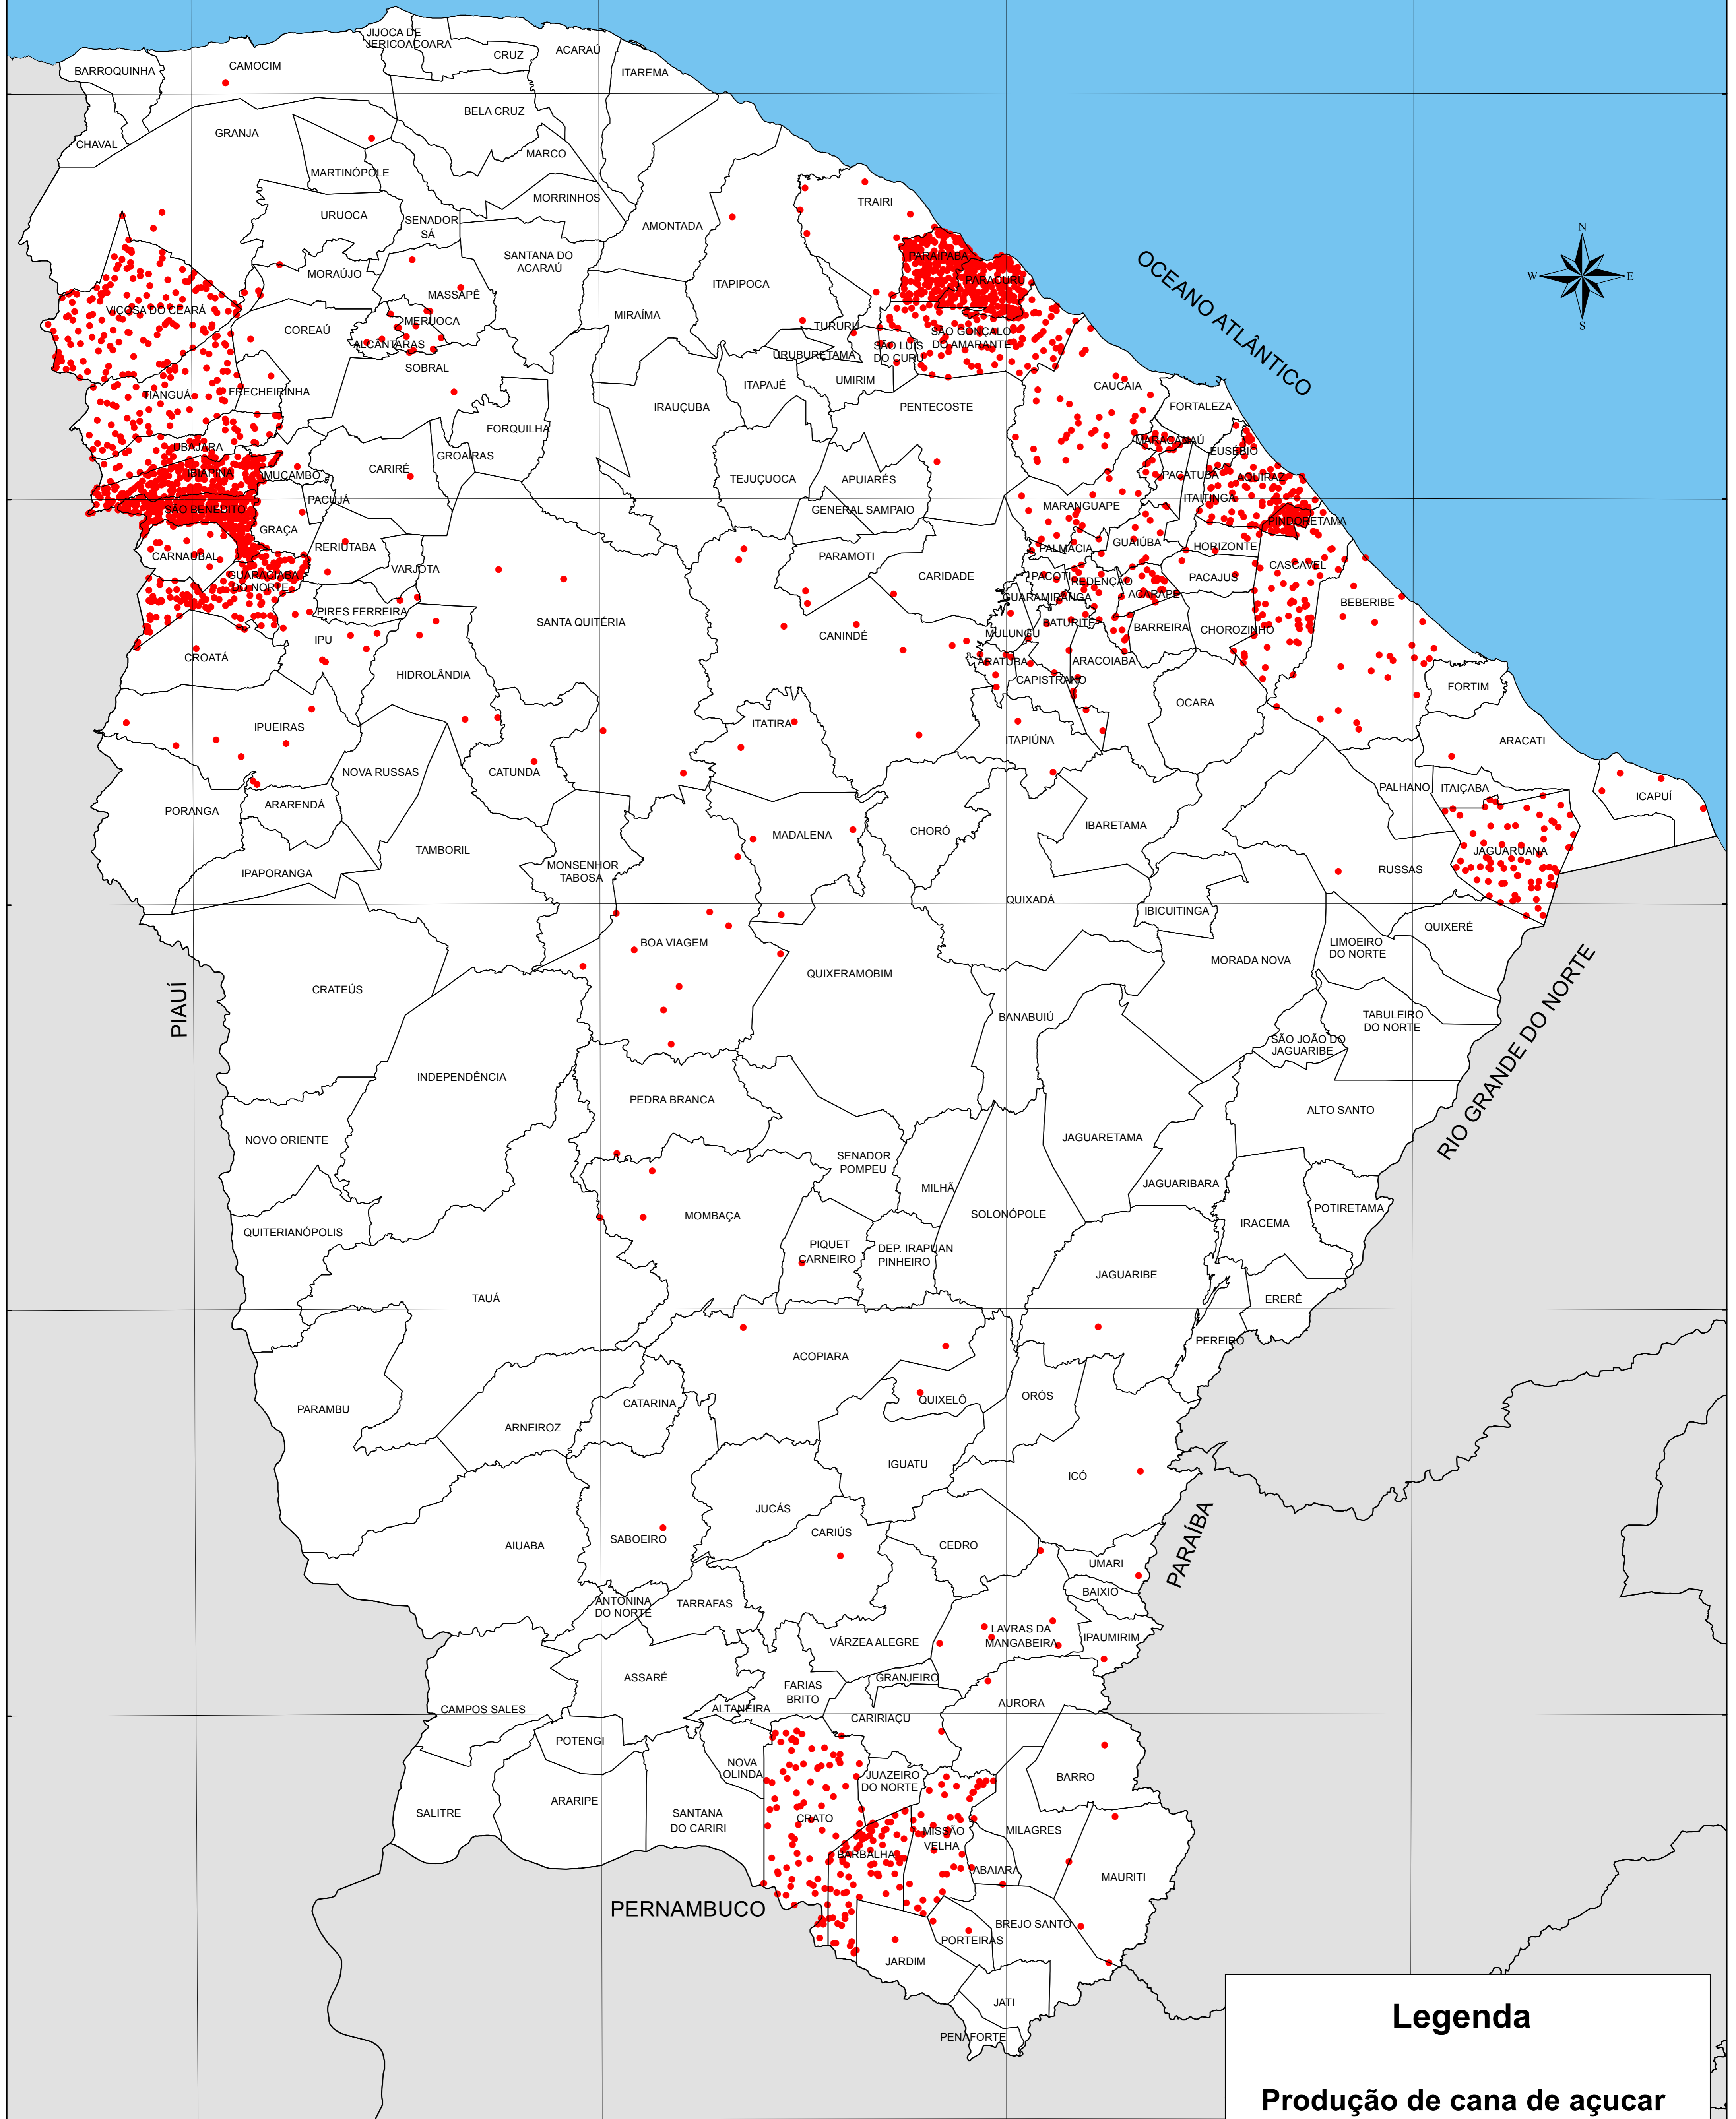 JIJOCA DE
JERICOACOARA
CRUZ
ACARAÚ
ITAREMA
BARROQUINHA
CAMOCIM
BELA CRUZ
GRANJA
CHAVAL
MARCO
MARTINÓPOLE
MORRINHOS
TRAIRI
URUOCA
SENADOR
SÁ
AMONTADA
N
W
E
S
SANTANA DO
ACARAÚ
PARAIPABA
OCEANO ATLÂNTICO
MORAÚJO
ITAPIPOCA
PARACURU
MASSAPÊ
VIÇOSA DO CEARÁ
MIRAÍMA
MERUOCA
COREAÚ
TURURU
SÃO GONÇALO
DO AMARANTE
ALCÂNTARAS
SÃO LUIS
DO CURU
URUBURETAMA
SOBRAL
UMIRIM
ITAPAJÉ
CAUCAIA
TIANGUÁ
FRECHEIRINHA
IRAUÇUBA
PENTECOSTE
FORTALEZA
FORQUILHA
MARACANAÚ
UBAJARA
EUSÉBIO
GROAÍRAS
CARIRÉ
IBIAPINA
MUCAMBO
PACATUBA
AQUIRAZ
TEJUÇUOCA
APUIARÉS
PACUJÁ
ITAITINGA
MARANGUAPE
SÃO BENEDITO
GENERAL SAMPAIO
PINDORETAMA
GRAÇA
GUAIÚBA
RERIUTABA
PALMÁCIA
HORIZONTE
CARNAUBAL
PARAMOTI
CASCAVEL
VARJOTA
CARIDADE
GUARACIABA
DO NORTE
PACOTI
REDENÇÃO
PACAJUS
ACARAPE
GUARAMIRANGA
BEBERIBE
PIRES FERREIRA
SANTA QUITÉRIA
BATURITÉ
BARREIRA
CHOROZINHO
MULUNGU
CANINDÉ
IPU
CROATÁ
ARATUBA
ARACOIABA
HIDROLÂNDIA
CAPISTRANO
FORTIM
OCARA
ITATIRA
IPUEIRAS
ITAPIÚNA
ARACATI
NOVA RUSSAS
CATUNDA
PALHANO
ITAIÇABA
ICAPUÍ
PORANGA
ARARENDÁ
IBARETAMA
MADALENA
CHORÓ
TAMBORIL
JAGUARUANA
MONSENHOR
TABOSA
IPAPORANGA
RUSSAS
QUIXADÁ
IBICUITINGA
QUIXERÉ
BOA VIAGEM
LIMOEIRO
DO NORTE
MORADA NOVA
QUIXERAMOBIM
CRATEÚS
PIAUÍ
BANABUIÚ
TABULEIRO
DO NORTE
SÃO JOÃO DO
JAGUARIBE
RIO GRANDE DO NORTE
INDEPENDÊNCIA
PEDRA BRANCA
ALTO SANTO
NOVO ORIENTE
JAGUARETAMA
SENADOR
POMPEU
JAGUARIBARA
MILHÃ
POTIRETAMA
MOMBAÇA
SOLONÓPOLE
IRACEMA
QUITERIANÓPOLIS
PIQUET
CARNEIRO
DEP. IRAPUAN
PINHEIRO
JAGUARIBE
TAUÁ
ERERÊ
PEREIRO
ACOPIARA
PARAMBU
CATARINA
QUIXELÔ
ORÓS
ARNEIROZ
IGUATU
ICÓ
JUCÁS
CARIÚS
SABOEIRO
AIUABA
CEDRO
PARAÍBA
UMARI
BAIXIO
ANTONINA
DO NORTE
TARRAFAS
LAVRAS DA
MANGABEIRA
VÁRZEA ALEGRE
IPAUMIRIM
ASSARÉ
GRANJEIRO
FARIAS
BRITO
AURORA
CAMPOS SALES
ALTANEIRA
CARIRIAÇU
POTENGI
NOVA
OLINDA
JUAZEIRO
DO NORTE
BARRO
ARARIPE
SALITRE
SANTANA
DO CARIRI
CRATO
MISSÃO
VELHA
MILAGRES
BARBALHA
ABAIARA
MAURITI
PERNAMBUCO
BREJO SANTO
PORTEIRAS
JARDIM
JATI
PENAFORTE
Legenda
Produção de cana de açucar